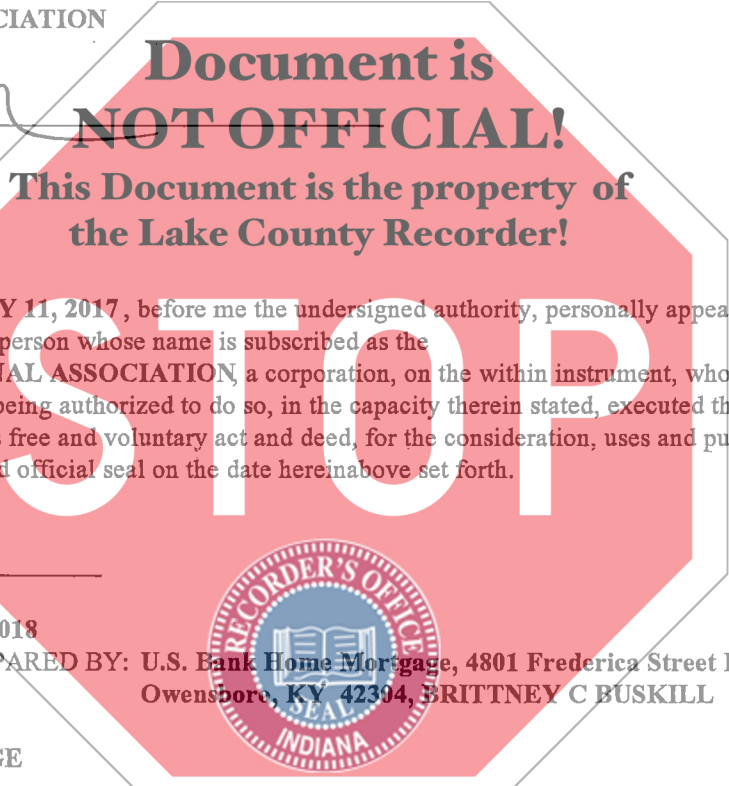 CIATION
Document is
NOT OFFICIAL!
This Document is the property of
the Lake County Recorder!
Y 11, 2017, before me the undersigned authority, personally appea
person whose name is subscribed as the
NAL ASSOCIATION, a corporation, on the within instrument, who
being authorized to do so, in the capacity therein stated, executed th
s free and voluntary act and deed, for the consideration, uses and pu
d official seal on the date hereinabove set forth.
STOP
RECORDER'S OFFICE
SEAL
INDIANA
018
PARED BY: U.S. Bank Home Mortgage, 4801 Frederica Street
Owensboro, KY 42304, BRITTNEY C BUSKILL
GE